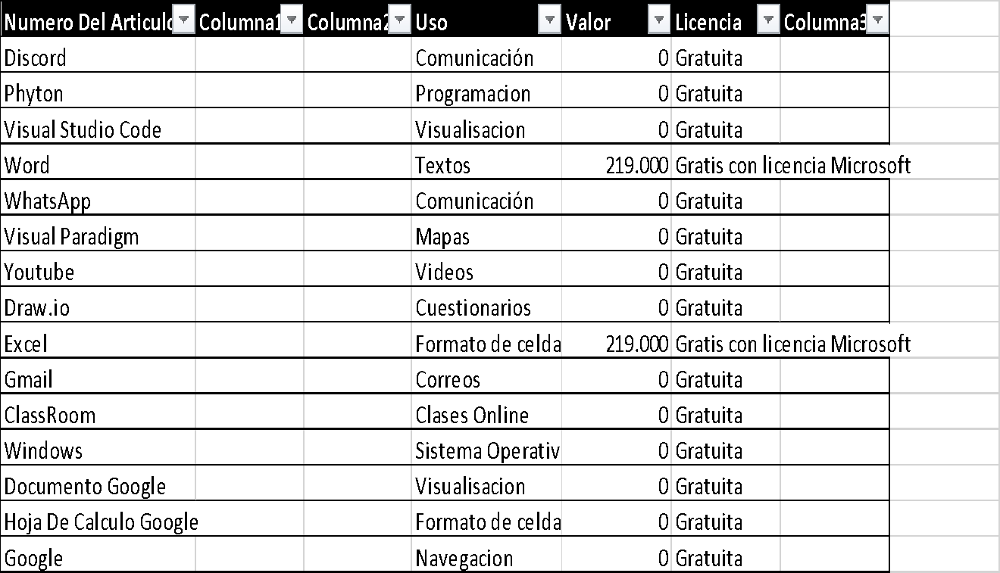 Numero Del Articulo Columna1 Columna2 Uso Valor Licencia Columna3
Discord Comunicación 0 Gratuita
Phyton Programacion 0 Gratuita
Visual Studio Code Visualisacion 0 Gratuita
Word Textos 219.000 Gratis con licencia Microsoft
WhatsApp Comunicación 0 Gratuita
Visual Paradigm Mapas 0 Gratuita
Youtube Videos 0 Gratuita
Draw.io Cuestionarios 0 Gratuita
Excel Formato de celda 219.000 Gratis con licencia Microsoft
Gmail Correos 0 Gratuita
ClassRoom Clases Online 0 Gratuita
Windows Sistema Operativ 0 Gratuita
Documento Google Visualisacion 0 Gratuita
Hoja De Calculo Google Formato de celda 0 Gratuita
Google Navegacion 0 Gratuita